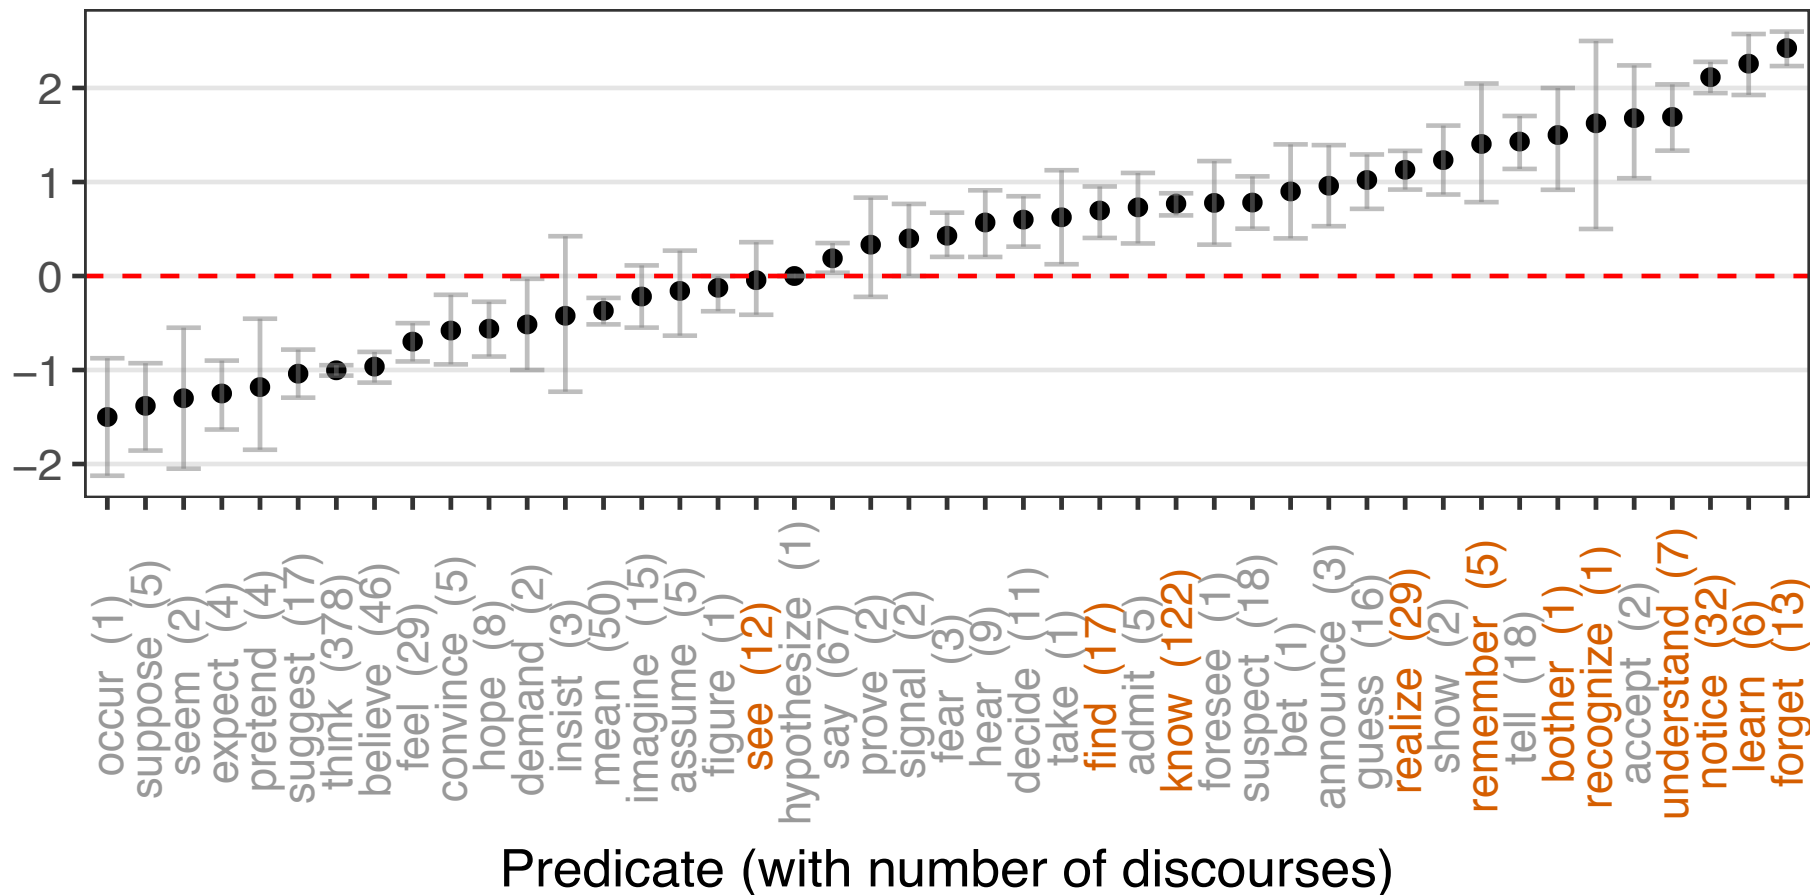 2
1
0
−1
−2
occur (1)
suppose (5)
seem (2)
expect (4)
pretend (4)
suggest (17)
think (378)
believe (46)
feel (29)
convince (5)
hope (8)
demand (2)
insist (3)
mean (50)
imagine (15)
assume (5)
figure (1)
see (12)
hypothesize (1)
say (67)
prove (2)
signal (2)
fear (3)
hear (9)
decide (11)
take (1)
find (17)
admit (5)
know (122)
foresee (1)
suspect (18)
bet (1)
announce (3)
guess (16)
realize (29)
show (2)
remember (5)
tell (18)
bother (1)
recognize (1)
accept (2)
understand (7)
notice (32)
learn (6)
forget (13)
Predicate (with number of discourses)